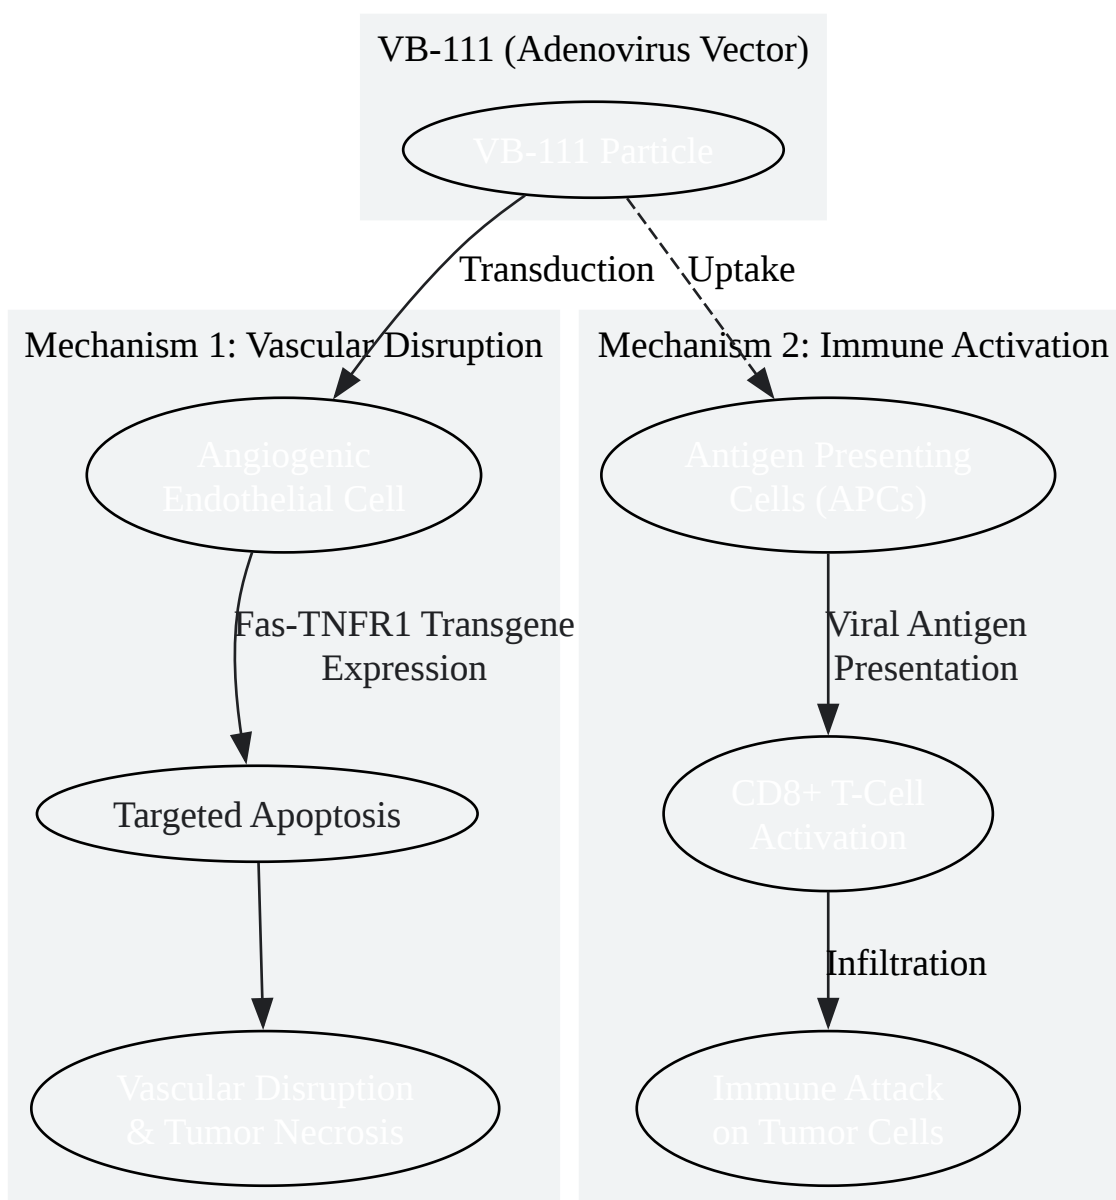 VB-111 (Adenovirus Vector)
VB-111 Particle
Transduction
Uptake
Mechanism 1: Vascular Disruption
Mechanism 2: Immune Activation
Angiogenic
Endothelial Cell
Antigen Presenting
Cells (APCs)
Fas-TNFR1 Transgene
Expression
Viral Antigen
Presentation
Targeted Apoptosis
CD8+ T-Cell
Activation
Infiltration
Vascular Disruption
& Tumor Necrosis
Immune Attack
on Tumor Cells